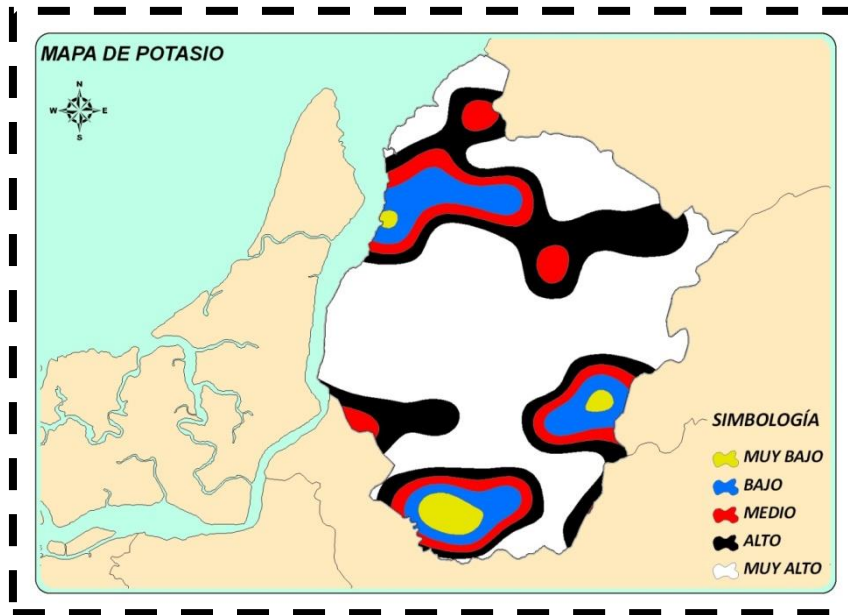 MAPA DE POTASIO
N
W E
S
SIMBOLOGÍA
MUY BAJO
BAJO
MEDIO
ALTO
MUY ALTO